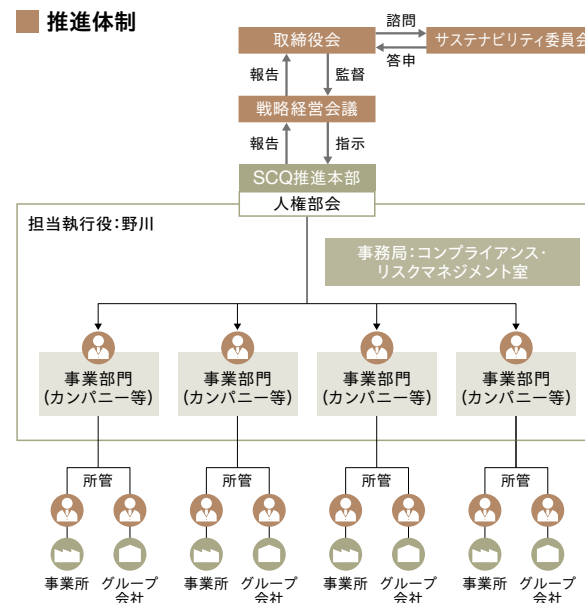 推進体制
諮問
取締役会
サステナビリティ委員会
答申
報告
監督
戦略経営会議
報告
指示
SCQ推進本部
人権部会
担当執行役:野川
事務局:コンプライアンス・
リスクマネジメント室
事業部門
(カンパニー等)
事業部門
(カンパニー等)
事業部門
(カンパニー等)
事業部門
(カンパニー等)
所管
所管
所管
所管
事業所
グループ
会社
事業所
グループ
会社
事業所
グループ
会社
事業所
グループ
会社